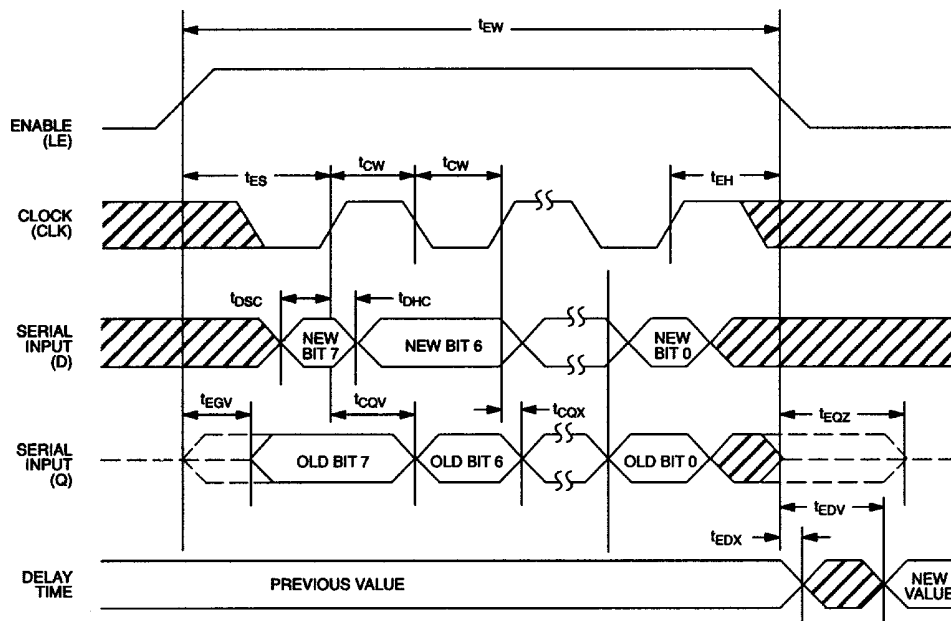 tEW
ENABLE
(LE)
tES
tCW
tCW
tEH
CLOCK
(CLK)
tDSC
tDHC
SERIAL
INPUT
(D)
NEW
BIT 7
NEW BIT 6
NEW
BIT 0
tEGV
tCQV
tCQX
tEQZ
SERIAL
INPUT
(Q)
OLD BIT 7
OLD BIT 6
OLD BIT 0
tEDV
tEDX
DELAY
TIME
PREVIOUS VALUE
NEW
VALUE